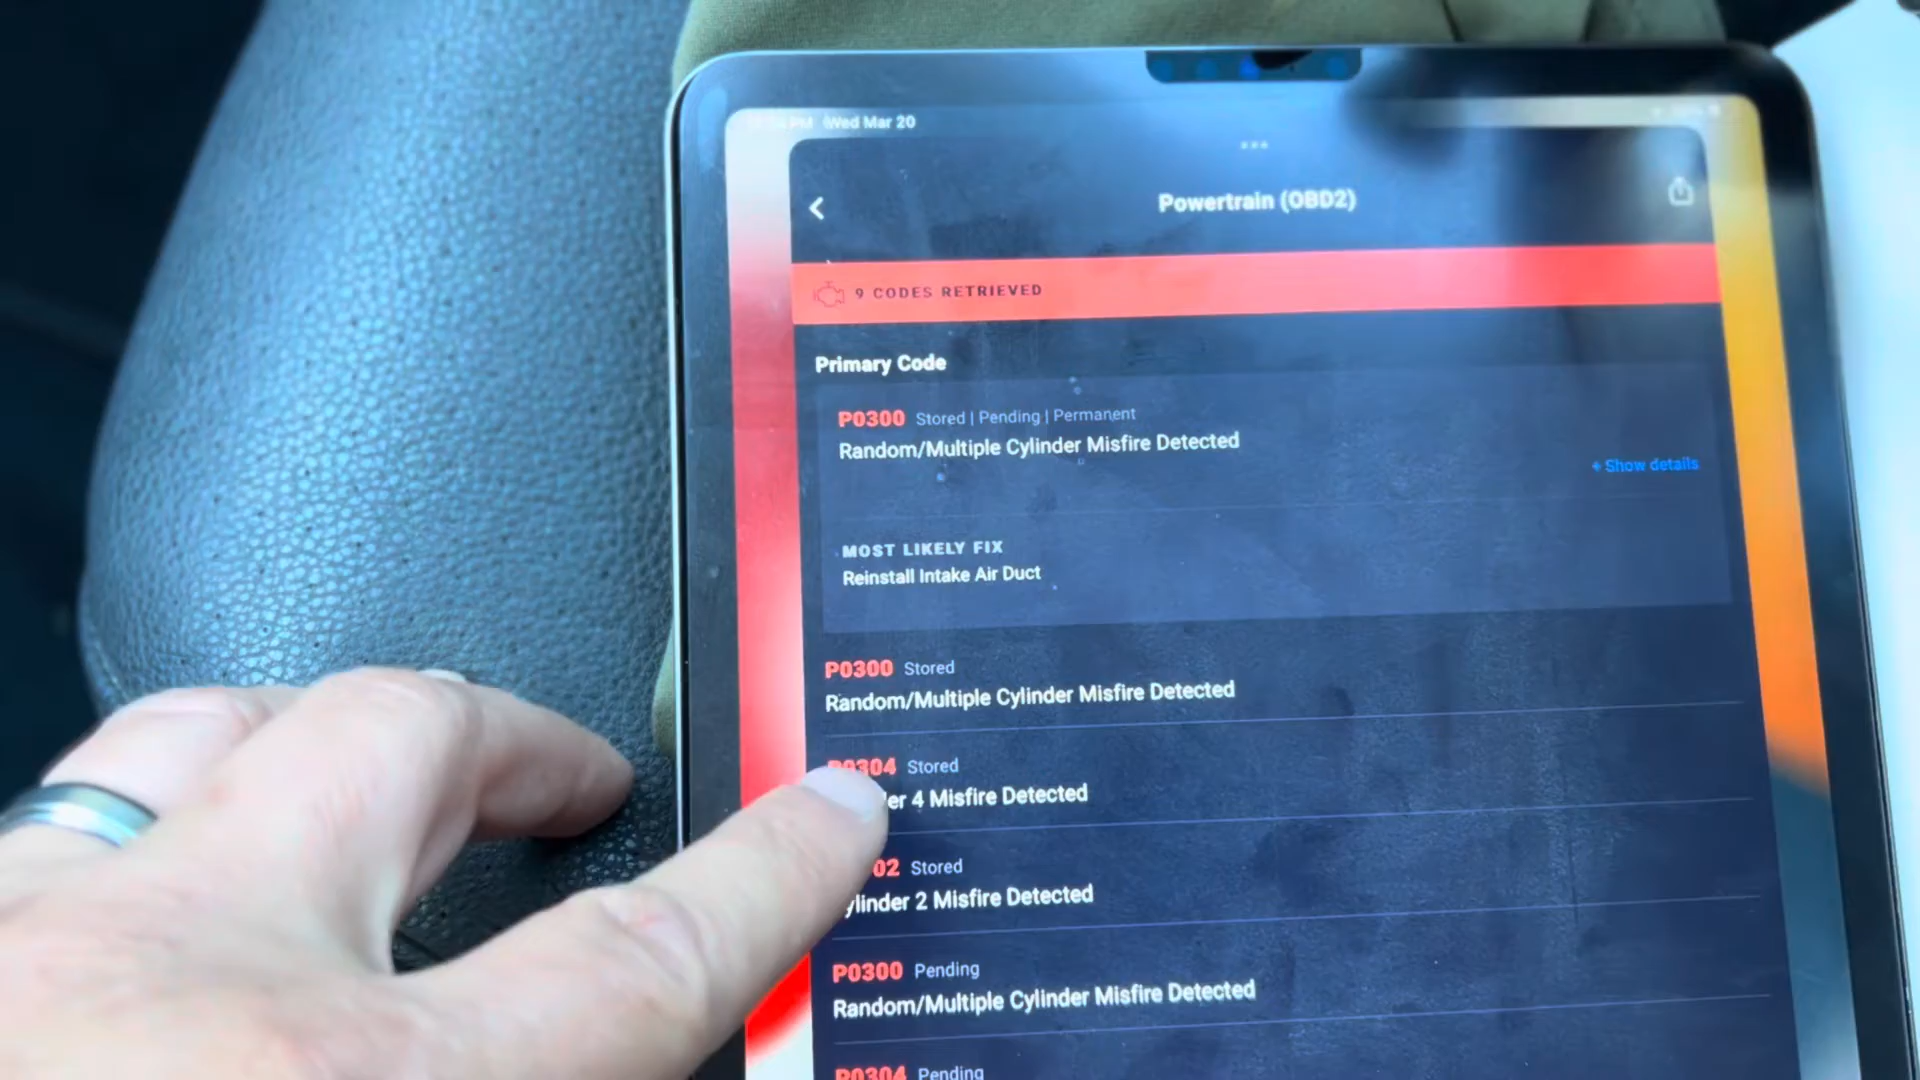 PM Wed Mar 20
Powertrain (OBD2)
9 CODES RETRIEVED
Primary Code
P0300 Stored | Pending | Permanent
Random/Multiple Cylinder Misfire Detected
+ Show details
MOST LIKELY FIX
Reinstall Intake Air Duct
P0300 Stored
Random/Multiple Cylinder Misfire Detected
P0304 Stored
er 4 Misfire Detected
02 Stored
ylinder 2 Misfire Detected
P0300 Pending
Random/Multiple Cylinder Misfire Detected
P0304 Pending